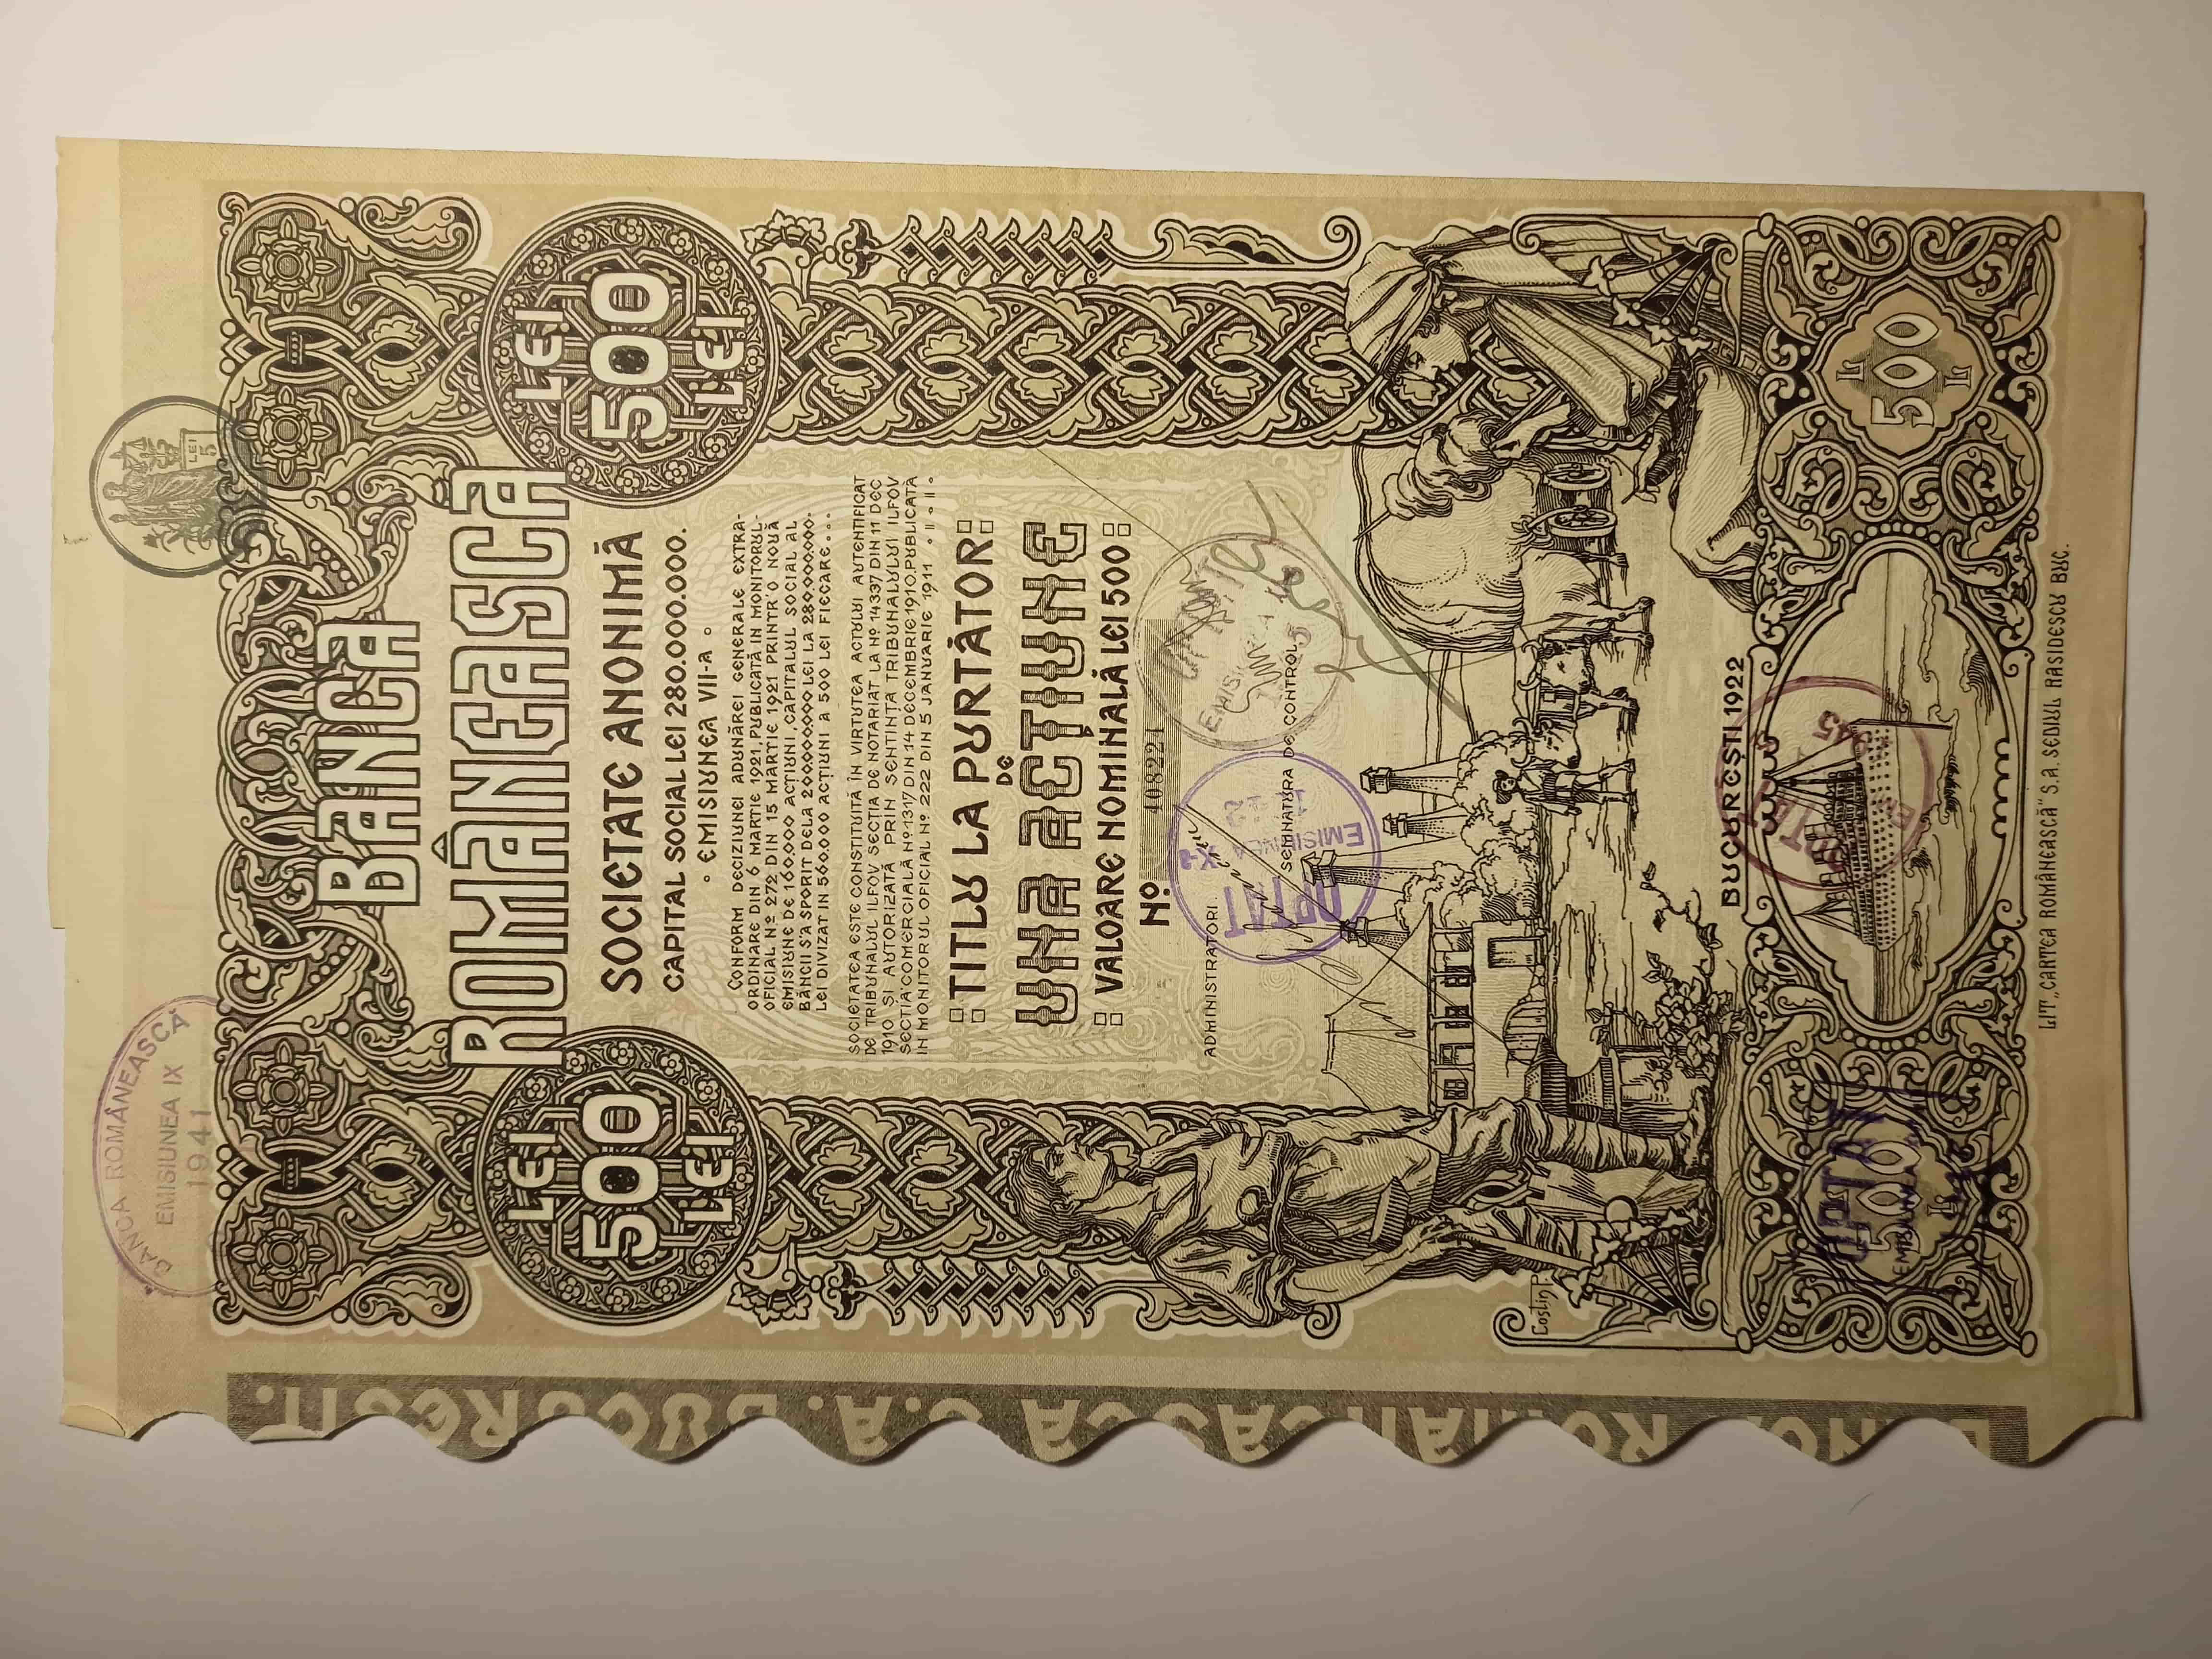 BANCA
ROMÂNEASCĂ
LEI
500
LEI
LEI
500
LEI
SOCIETATE ANONIMĂ
CAPITAL SOCIAL LEI 280.000.000.
EMISIUNEA VII-A
CONFORM DECIZIUNEI ADUNĂREI GENERALE EXTRA-
ORDINARE DIN 6 MARTIE 1921, PUBLICATĂ IN MONITORUL-
OFICIAL Nº 272 DIN 15 MARTIE 1921 PRINTR'O NOUĂ
EMISIUNE DE 160.000 ACȚIUNI, CAPITALUL SOCIAL AL
BĂNCII S'A SPORIT DELA 200.000.000 LEI LA 280.000.000-
LEI DIVIZAT IN 560.000 ACȚIUNI A 500 LEI FIECARE...
SOCIETATEA ESTE CONSTITUITĂ ÎN VIRTUTEA ACTULUI AUTENTIFICAT
DE TRIBUNALUL ILFOV SECȚIA DE NOTARIAT LA Nº 14337 DIN 11 DEC
1910 ȘI AUTORIZATĂ PRIN SENTINȚA TRIBUNALULUI ILFOV
SECȚIA COMERCIALĂ Nº 1317 DIN 14 DECEMBRIE 1910, PUBLICATĂ
IN MONITORUL OFICIAL Nº 222 DIN 5 JANUARIE 1911
TITLU LA PURTĂTOR
DE
UNA ACȚIUNE
VALOARE NOMINALĂ LEI 500
Nº 408221
ADMINISTRATORI.
SEMNĂTURA DE CONTROL
BUCUREȘTI 1922
500
L L
500
Costin P.
LIT. „CARTEA ROMÂNEASCĂ" S.A. SEDIUL RASIDESCU BUC.
BANCA ROMÂNEASCĂ
EMISIUNEA IX
1941
LEI
5
OPTAT
EMISIUNEA
IX-a
OPTAT
BANCA ROMÂNEASCĂ S.A. BUCUREȘTI.